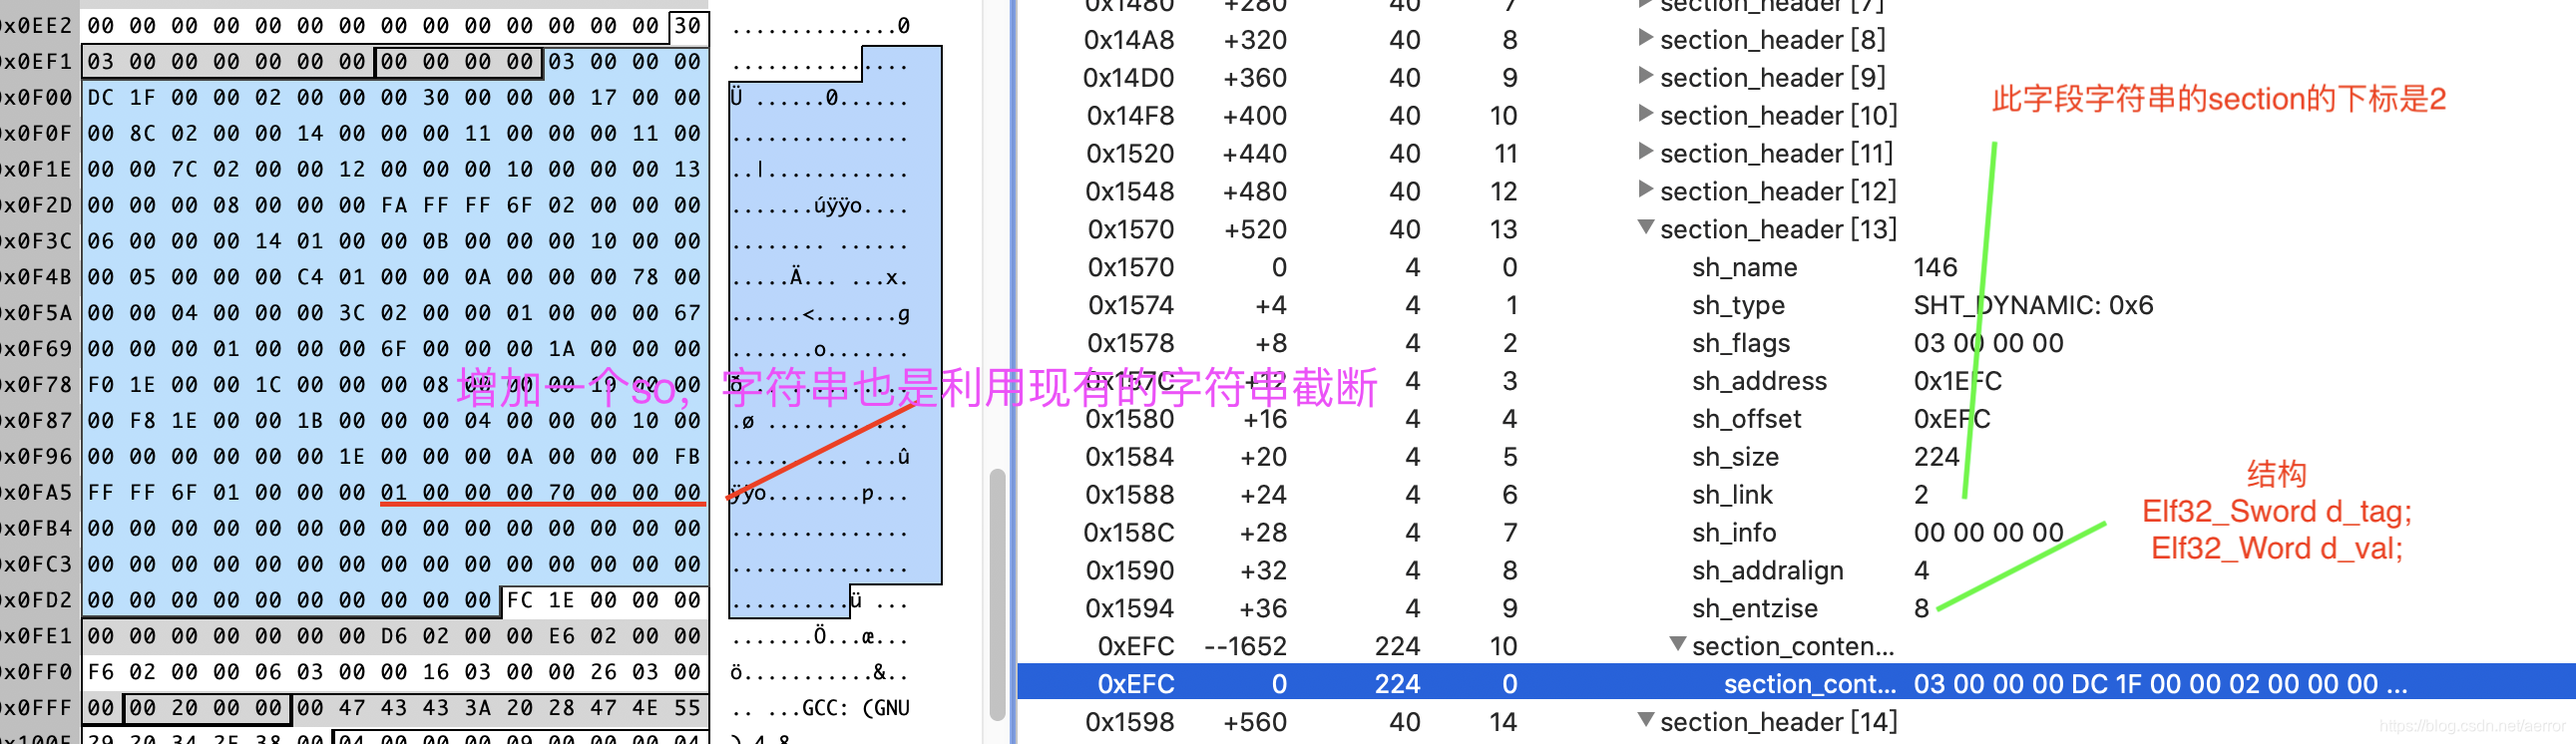 0x0EE2 00 00 00 00 00 00 00 00 00 00 00 00 00 00 30 ..............0
0x0EF1 03 00 00 00 00 00 00 00 00 00 00 03 00 00 00 ...............
0x0F00 DC 1F 00 00 02 00 00 00 30 00 00 00 17 00 00 Ü ......0......
0x0F0F 00 8C 02 00 00 14 00 00 00 11 00 00 00 11 00 ...............
0x0F1E 00 00 7C 02 00 00 12 00 00 00 10 00 00 00 13 ..|............
0x0F2D 00 00 00 08 00 00 00 FA FF FF 6F 02 00 00 00 .......úÿÿo....
0x0F3C 06 00 00 00 14 01 00 00 0B 00 00 00 10 00 00 ........ ......
0x0F4B 00 05 00 00 00 C4 01 00 00 0A 00 00 00 78 00 .....Ä... ...x.
0x0F5A 00 00 04 00 00 00 3C 02 00 00 01 00 00 00 67 ......<.......g
0x0F69 00 00 00 01 00 00 00 6F 00 00 00 1A 00 00 00 .......o.......
0x0F78 F0 1E 00 00 1C 00 00 00 08 00 00 00 19 00 00
增加一个so，字符串也是利用现有的字符串截断
0x0F87 00 F8 1E 00 00 1B 00 00 00 04 00 00 00 10 00 .ø ............
0x0F96 00 00 00 00 00 00 1E 00 00 00 0A 00 00 00 FB ....... ... ...û
0x0FA5 FF FF 6F 01 00 00 00 01 00 00 00 70 00 00 00 ÿÿo........p...
0x0FB4 00 00 00 00 00 00 00 00 00 00 00 00 00 00 00 ...............
0x0FC3 00 00 00 00 00 00 00 00 00 00 00 00 00 00 00 ...............
0x0FD2 00 00 00 00 00 00 00 00 00 00 FC 1E 00 00 00 ..........ü ...
0x0FE1 00 00 00 00 00 00 00 D6 02 00 00 E6 02 00 00 .......Ö...æ...
0x0FF0 F6 02 00 00 06 03 00 00 16 03 00 00 26 03 00 ö...........&..
0x0FFF 00 00 20 00 00 00 47 43 43 3A 20 28 47 4E 55 .. ...GCC: (GNU
0x1480 +280 40 7 section_header [7]
0x14A8 +320 40 8 section_header [8]
0x14D0 +360 40 9 section_header [9]
0x14F8 +400 40 10 section_header [10]
0x1520 +440 40 11 section_header [11]
0x1548 +480 40 12 section_header [12]
0x1570 +520 40 13 section_header [13]
0x1570 0 4 0 sh_name 146
0x1574 +4 4 1 sh_type SHT_DYNAMIC: 0x6
0x1578 +8 4 2 sh_flags 03 00 00 00
0x157C +12 4 3 sh_address 0x1EFC
0x1580 +16 4 4 sh_offset 0xEFC
0x1584 +20 4 5 sh_size 224
0x1588 +24 4 6 sh_link 2
0x158C +28 4 7 sh_info 00 00 00 00
0x1590 +32 4 8 sh_addralign 4
0x1594 +36 4 9 sh_entzise 8
0xEFC --1652 224 10 section_conten...
0xEFC 0 224 0 section_cont... 03 00 00 00 DC 1F 00 00 02 00 00 00 ...
0x1598 +560 40 14 section_header [14]
此字段字符串的section的下标是2
结构
Elf32_Sword d_tag;
Elf32_Word d_val;
https://blog.csdn.net/aerror